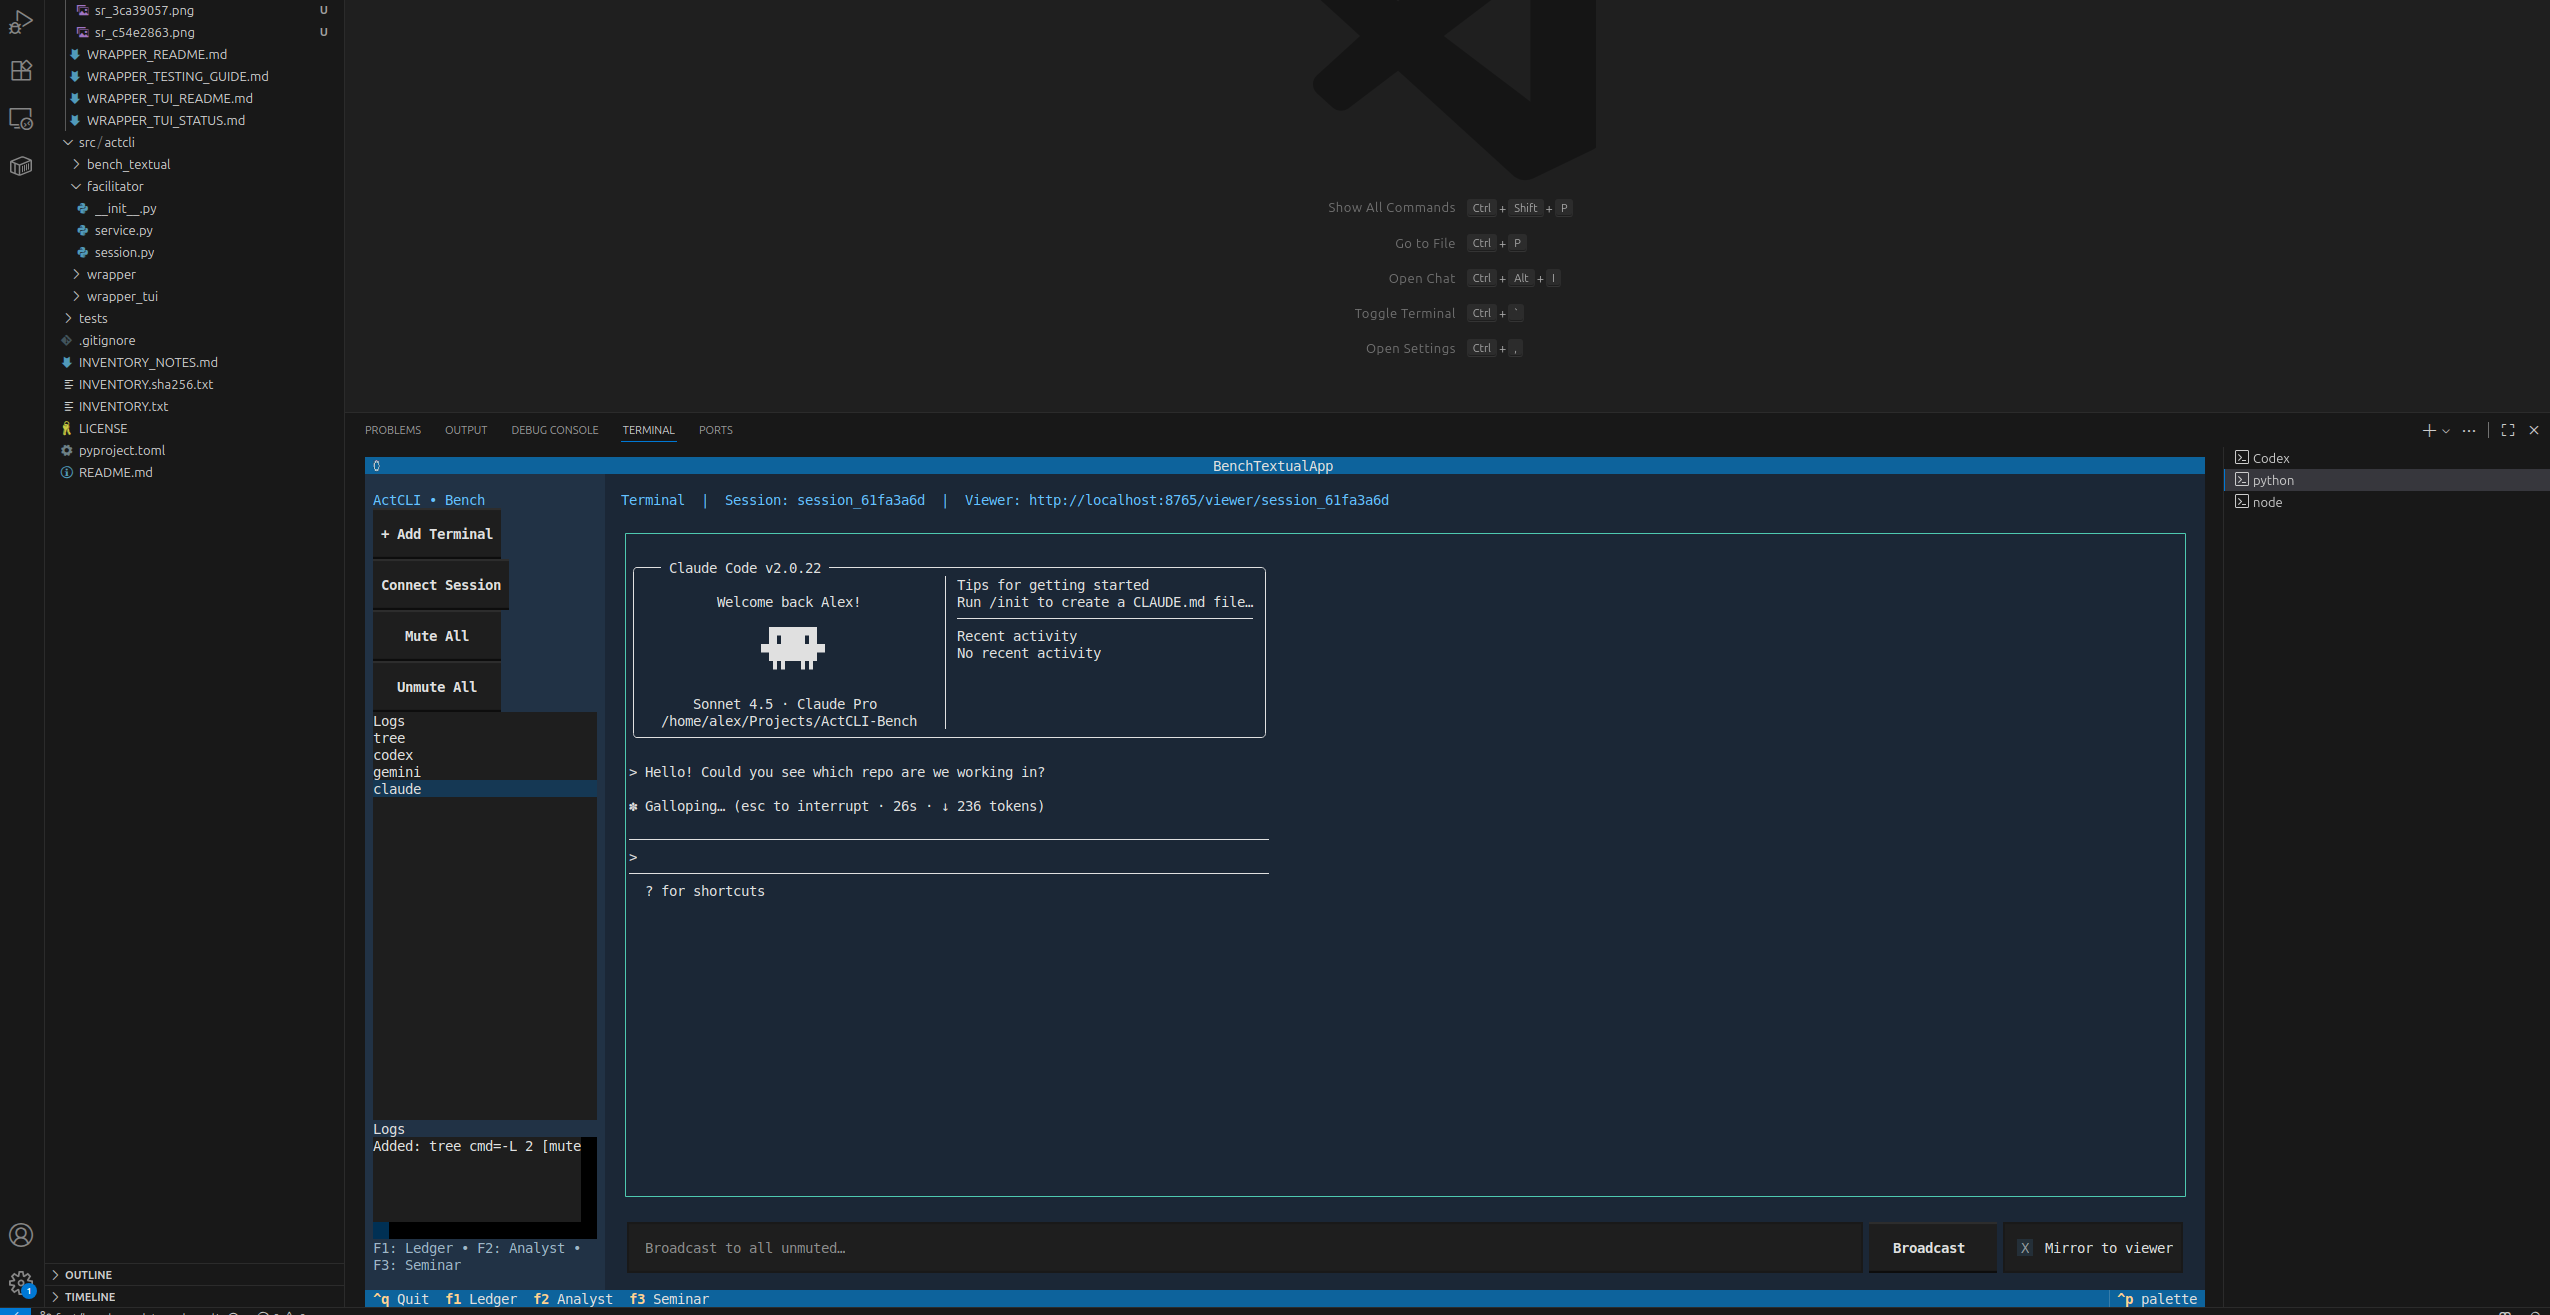 sr_3ca39057.png U
sr_c54e2863.png U
WRAPPER_README.md
WRAPPER_TESTING_GUIDE.md
WRAPPER_TUI_README.md
WRAPPER_TUI_STATUS.md
src/actcli
bench_textual
facilitator
__init__.py
service.py
session.py
wrapper
wrapper_tui
tests
.gitignore
INVENTORY_NOTES.md
INVENTORY.sha256.txt
INVENTORY.txt
LICENSE
pyproject.toml
README.md
OUTLINE
TIMELINE
1
Show All Commands Ctrl + Shift + P
Go to File Ctrl + P
Open Chat Ctrl + Alt + I
Toggle Terminal Ctrl + `
Open Settings Ctrl + ,
PROBLEMS OUTPUT DEBUG CONSOLE TERMINAL PORTS
Codex
python
node
BenchTextualApp
ActCLI • Bench
+ Add Terminal
Connect Session
Mute All
Unmute All
Logs
tree
codex
gemini
claude
Logs
Added: tree cmd=-L 2 [mute
F1: Ledger • F2: Analyst •
F3: Seminar
Terminal | Session: session_61fa3a6d | Viewer: http://localhost:8765/viewer/session_61fa3a6d
Claude Code v2.0.22
Welcome back Alex!
Sonnet 4.5 · Claude Pro
/home/alex/Projects/ActCLI-Bench
Tips for getting started
Run /init to create a CLAUDE.md file…
Recent activity
No recent activity
> Hello! Could you see which repo are we working in?
✽ Galloping… (esc to interrupt · 26s · ↓ 236 tokens)
>
? for shortcuts
Broadcast to all unmuted…
Broadcast
X Mirror to viewer
^q Quit f1 Ledger f2 Analyst f3 Seminar
^p palette